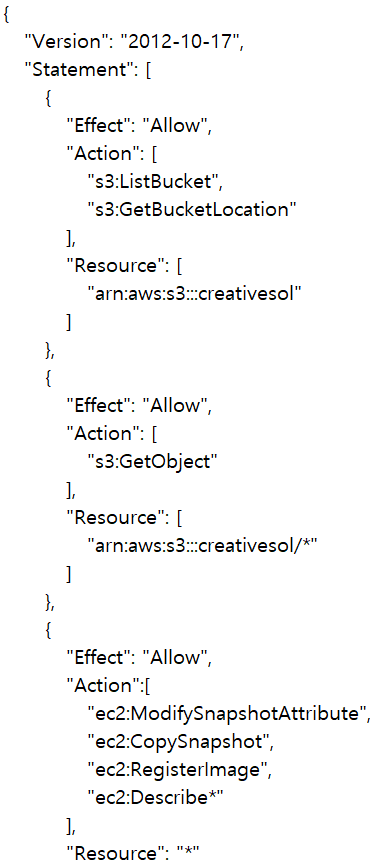 {
"Version": "2012-10-17",
"Statement": [
{
"Effect": "Allow",
"Action": [
"s3:ListBucket",
"s3:GetBucketLocation"
],
"Resource": [
"arn:aws:s3:::creativesol"
]
},
{
"Effect": "Allow",
"Action": [
"s3:GetObject"
],
"Resource": [
"arn:aws:s3:::creativesol/*"
]
},
{
"Effect": "Allow",
"Action":[
"ec2:ModifySnapshotAttribute",
"ec2:CopySnapshot",
"ec2:RegisterImage",
"ec2:Describe*"
],
"Resource": "*"